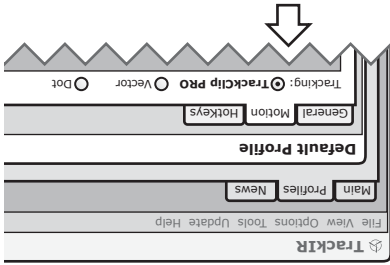 TrackIR
File View Options Tools Update Help
Main Profiles News
Default Profile
General Motion HotKeys
Tracking: TrackClip PRO Vector Dot